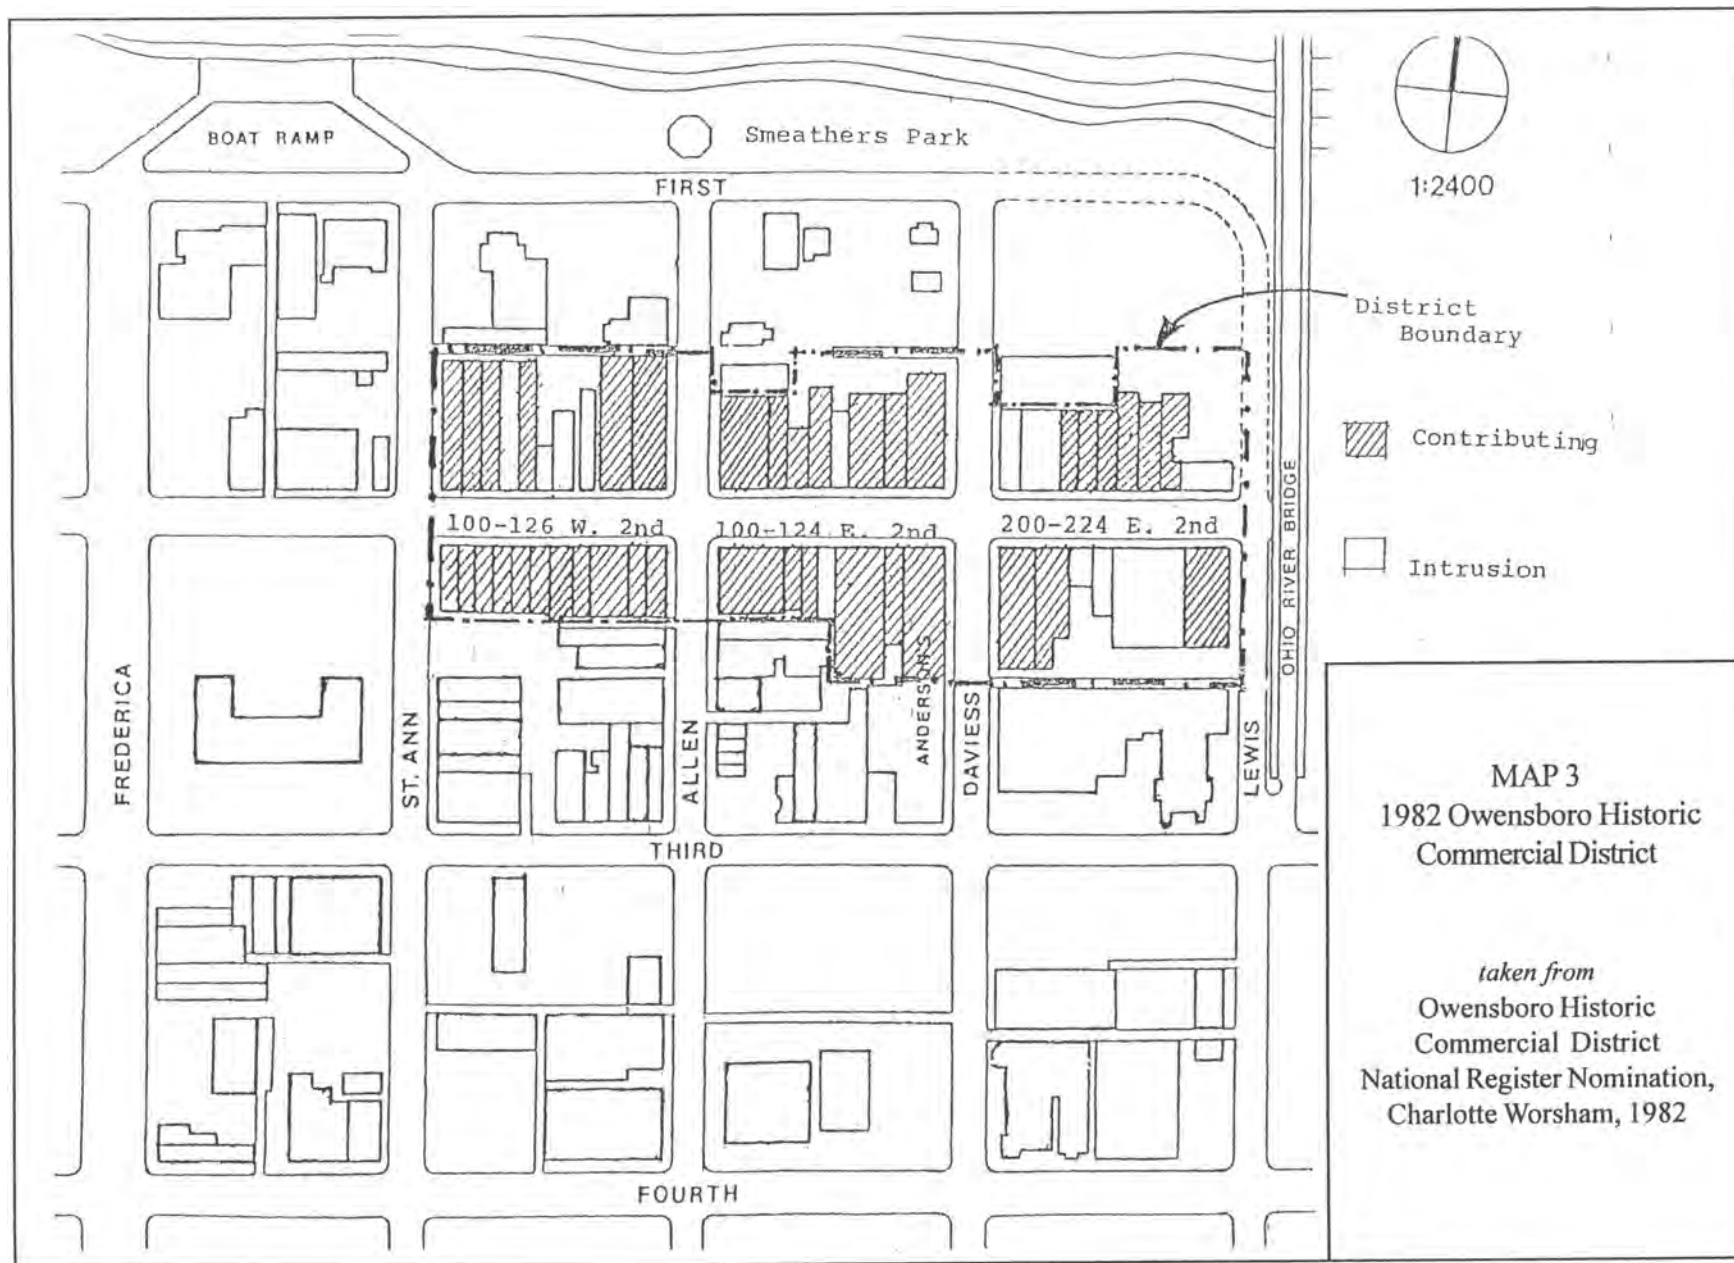 BOAT RAMP
Smeathers Park
FIRST
1:2400
District
Boundary
Contributing
100-126 W. 2nd
100-124 E. 2nd
200-224 E. 2nd
OHIO RIVER BRIDGE
Intrusion
FREDERICA
ST. ANN
ALLEN
ANDERSON'S
DAVIESS
LEWIS
THIRD
FOURTH
MAP 3
1982 Owensboro Historic
Commercial District
taken from
Owensboro Historic
Commercial District
National Register Nomination,
Charlotte Worsham, 1982